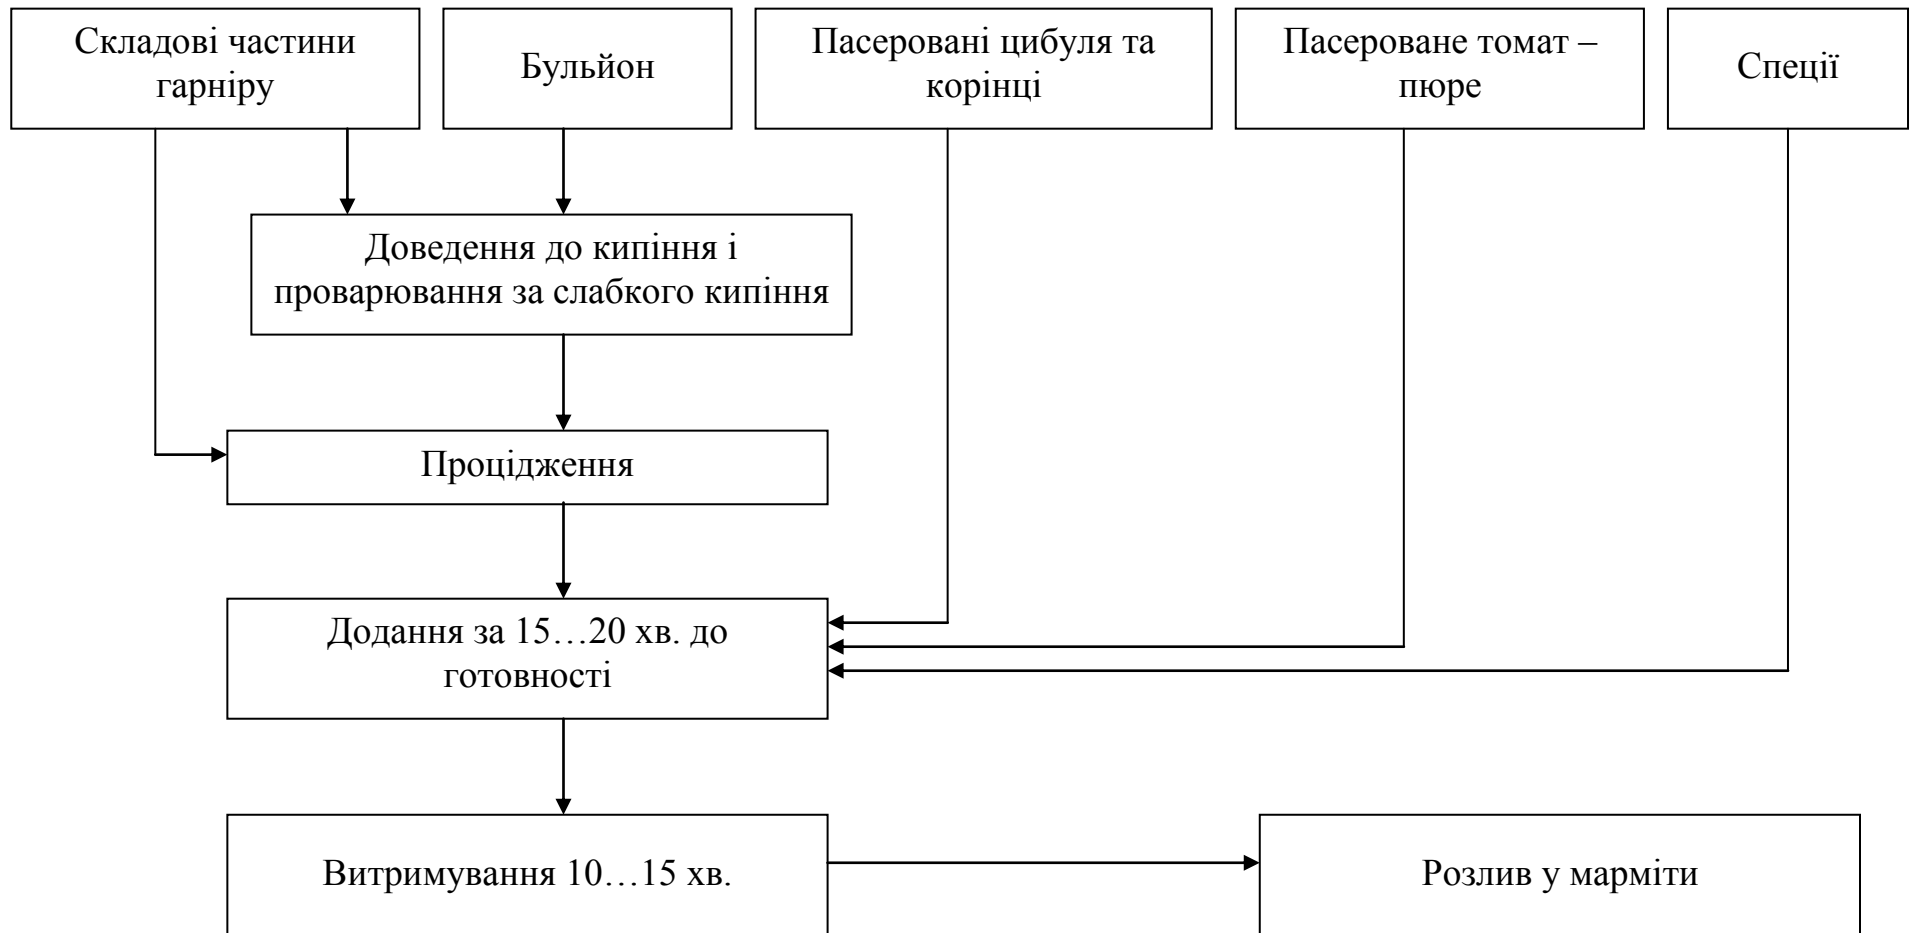 Складові частини
гарніру
Бульйон
Пасеровані цибуля та
корінці
Пасероване томат –
пюре
Спеції
Доведення до кипіння і
проварювання за слабкого кипіння
Процідження
Додання за 15…20 хв. до
готовності
Витримування 10…15 хв.
Розлив у марміти